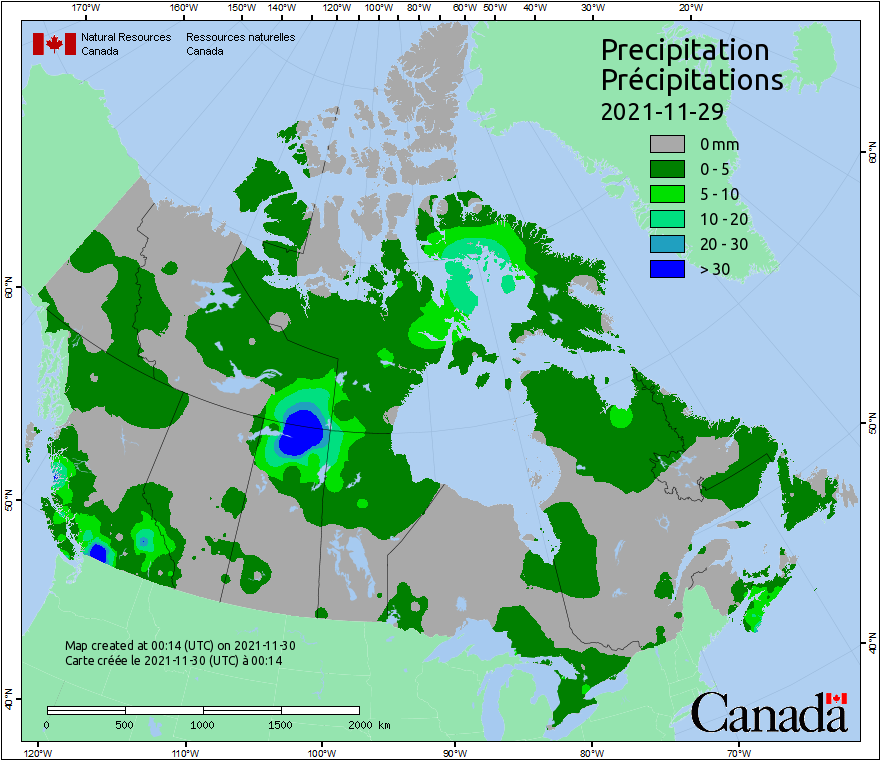 170°W 160°W 150°W 140°W 130°W 120°W 110°W 100°W 90°W 80°W 70°W 60°W 50°W 40°W 30°W 20°W
Natural Resources Ressources naturelles
Canada Canada
Precipitation
Précipitations
2021-11-29
0 mm
0 - 5
5 - 10
10 - 20
20 - 30
> 30
60°N
60°N
50°N
50°N
40°N
40°N
Map created at 00:14 (UTC) on 2021-11-30
Carte créée le 2021-11-30 (UTC) à 00:14
0 500 1000 1500 2000 km
Canada
120°W 110°W 100°W 90°W 80°W 70°W